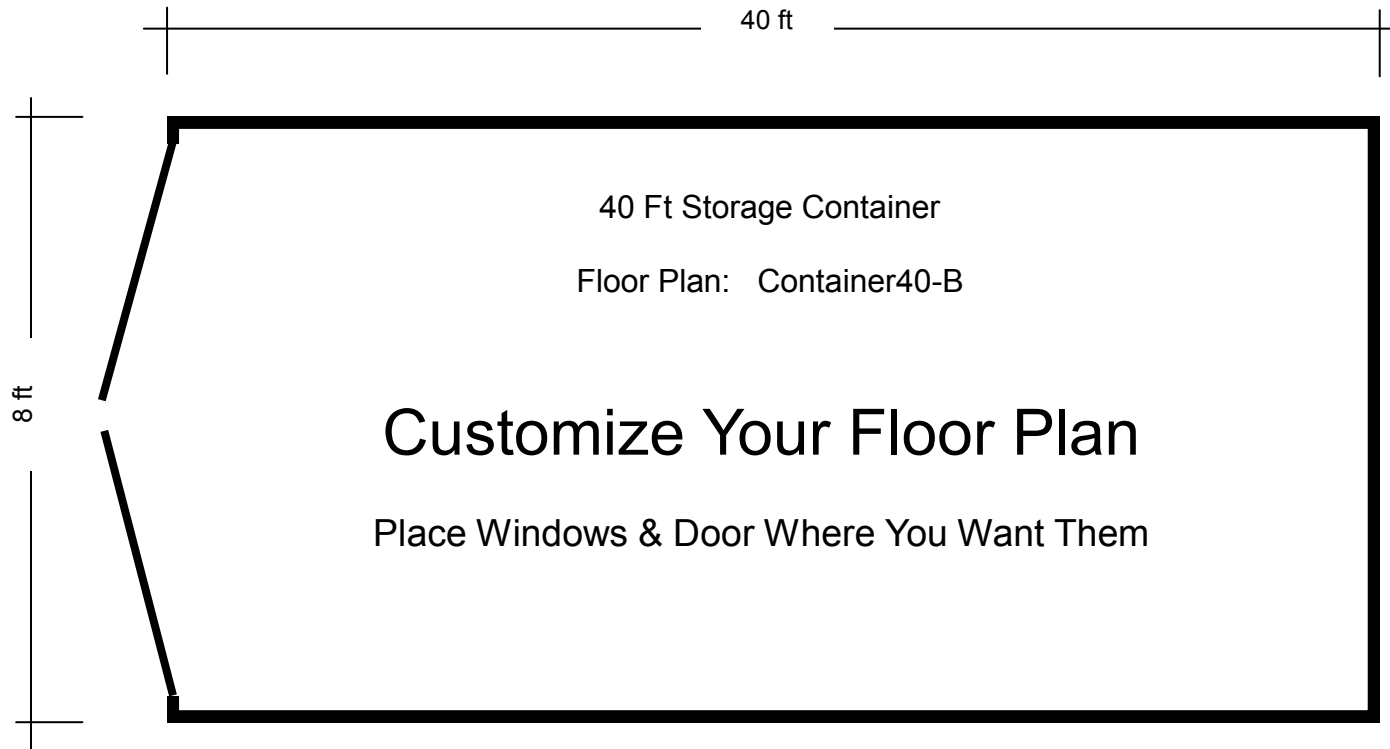 40 ft
40 Ft Storage Container
Floor Plan: Container40-B
8 ft
Customize Your Floor Plan
Place Windows & Door Where You Want Them